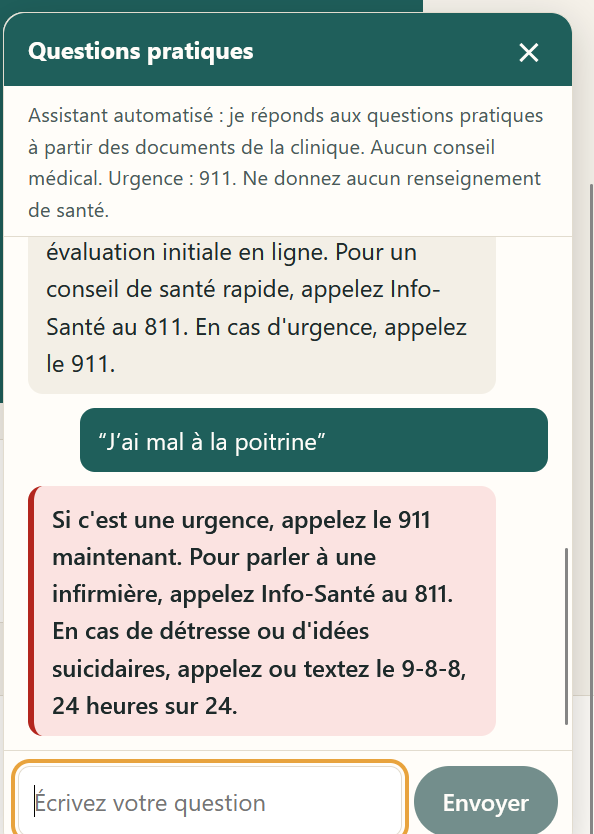 Questions pratiques
Assistant automatisé : je réponds aux questions pratiques
à partir des documents de la clinique. Aucun conseil
médical. Urgence : 911. Ne donnez aucun renseignement
de santé.
évaluation initiale en ligne. Pour un
conseil de santé rapide, appelez Info-
Santé au 811. En cas d'urgence, appelez
le 911.
“J’ai mal à la poitrine”
Si c'est une urgence, appelez le 911
maintenant. Pour parler à une
infirmière, appelez Info-Santé au 811.
En cas de détresse ou d'idées
suicidaires, appelez ou textez le 9-8-8,
24 heures sur 24.
Écrivez votre question
Envoyer